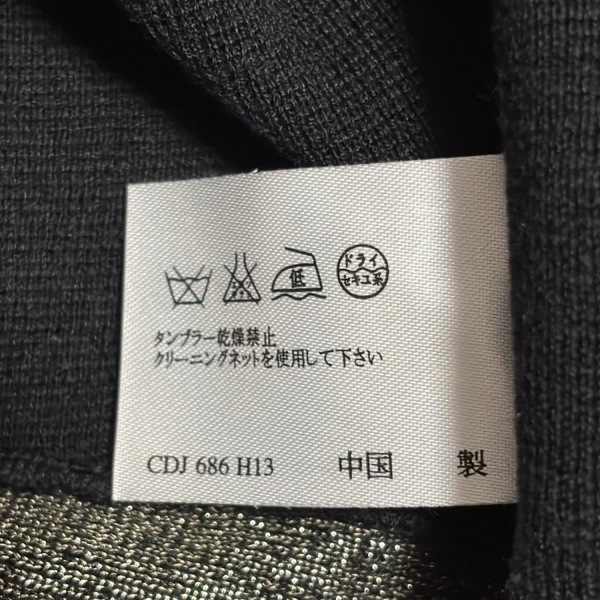 低
ドライ
セキユ系
タンブラー乾燥禁止
クリーニングネットを使用して下さい
CDJ 686 H13 中国 製